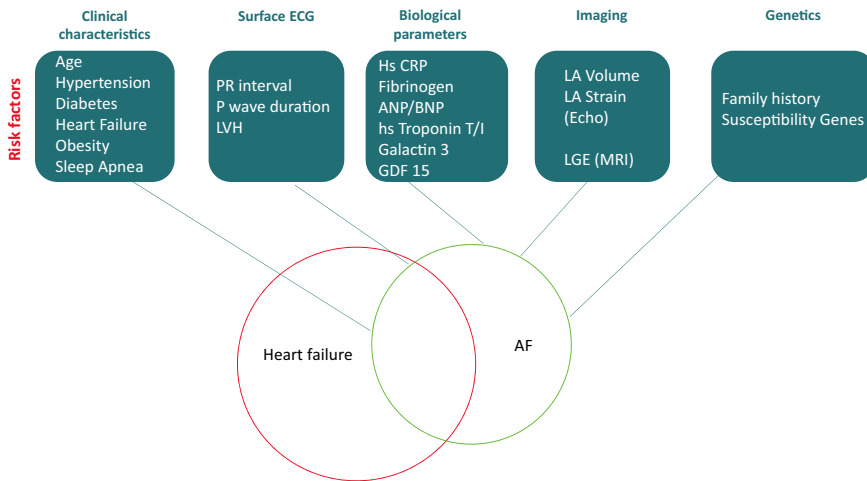 Clinical
characteristics
Surface ECG
Biological
parameters
Imaging
Genetics
Risk factors
Age
Hypertension
Diabetes
Heart Failure
Obesity
Sleep Apnea
PR interval
P wave duration
LVH
Hs CRP
Fibrinogen
ANP/BNP
hs Troponin T/I
Galactin 3
GDF 15
LA Volume
LA Strain
(Echo)
LGE (MRI)
Family history
Susceptibility Genes
Heart failure
AF